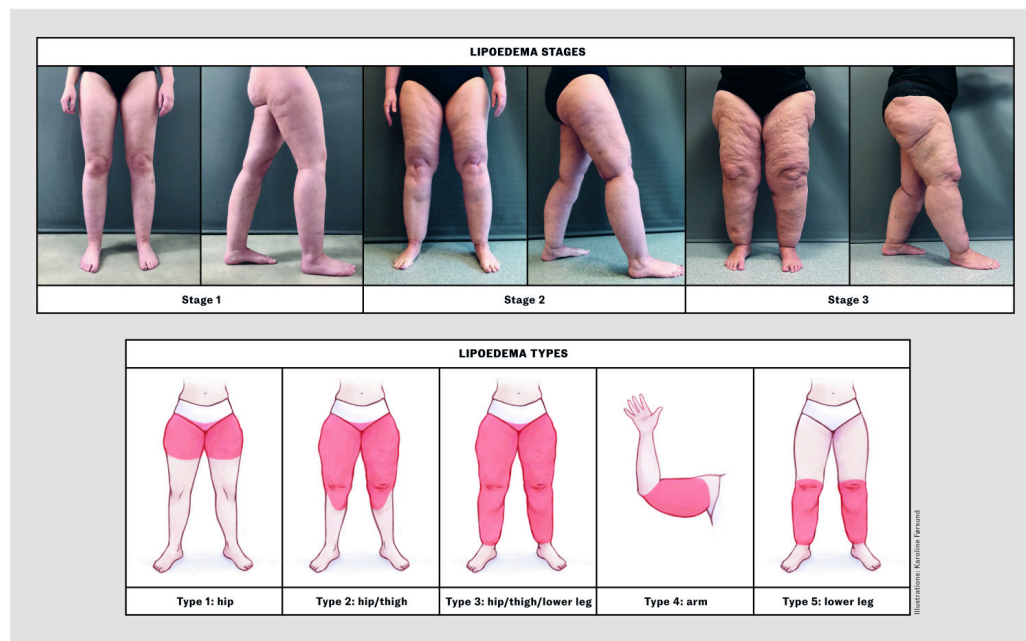 LIPOEDEMA STAGES
Stage 1
Stage 2
Stage 3
LIPOEDEMA TYPES
Type 1: hip
Type 2: hip/thigh
Type 3: hip/thigh/lower leg
Type 4: arm
Type 5: lower leg
Illustrations: Karoline Førsund